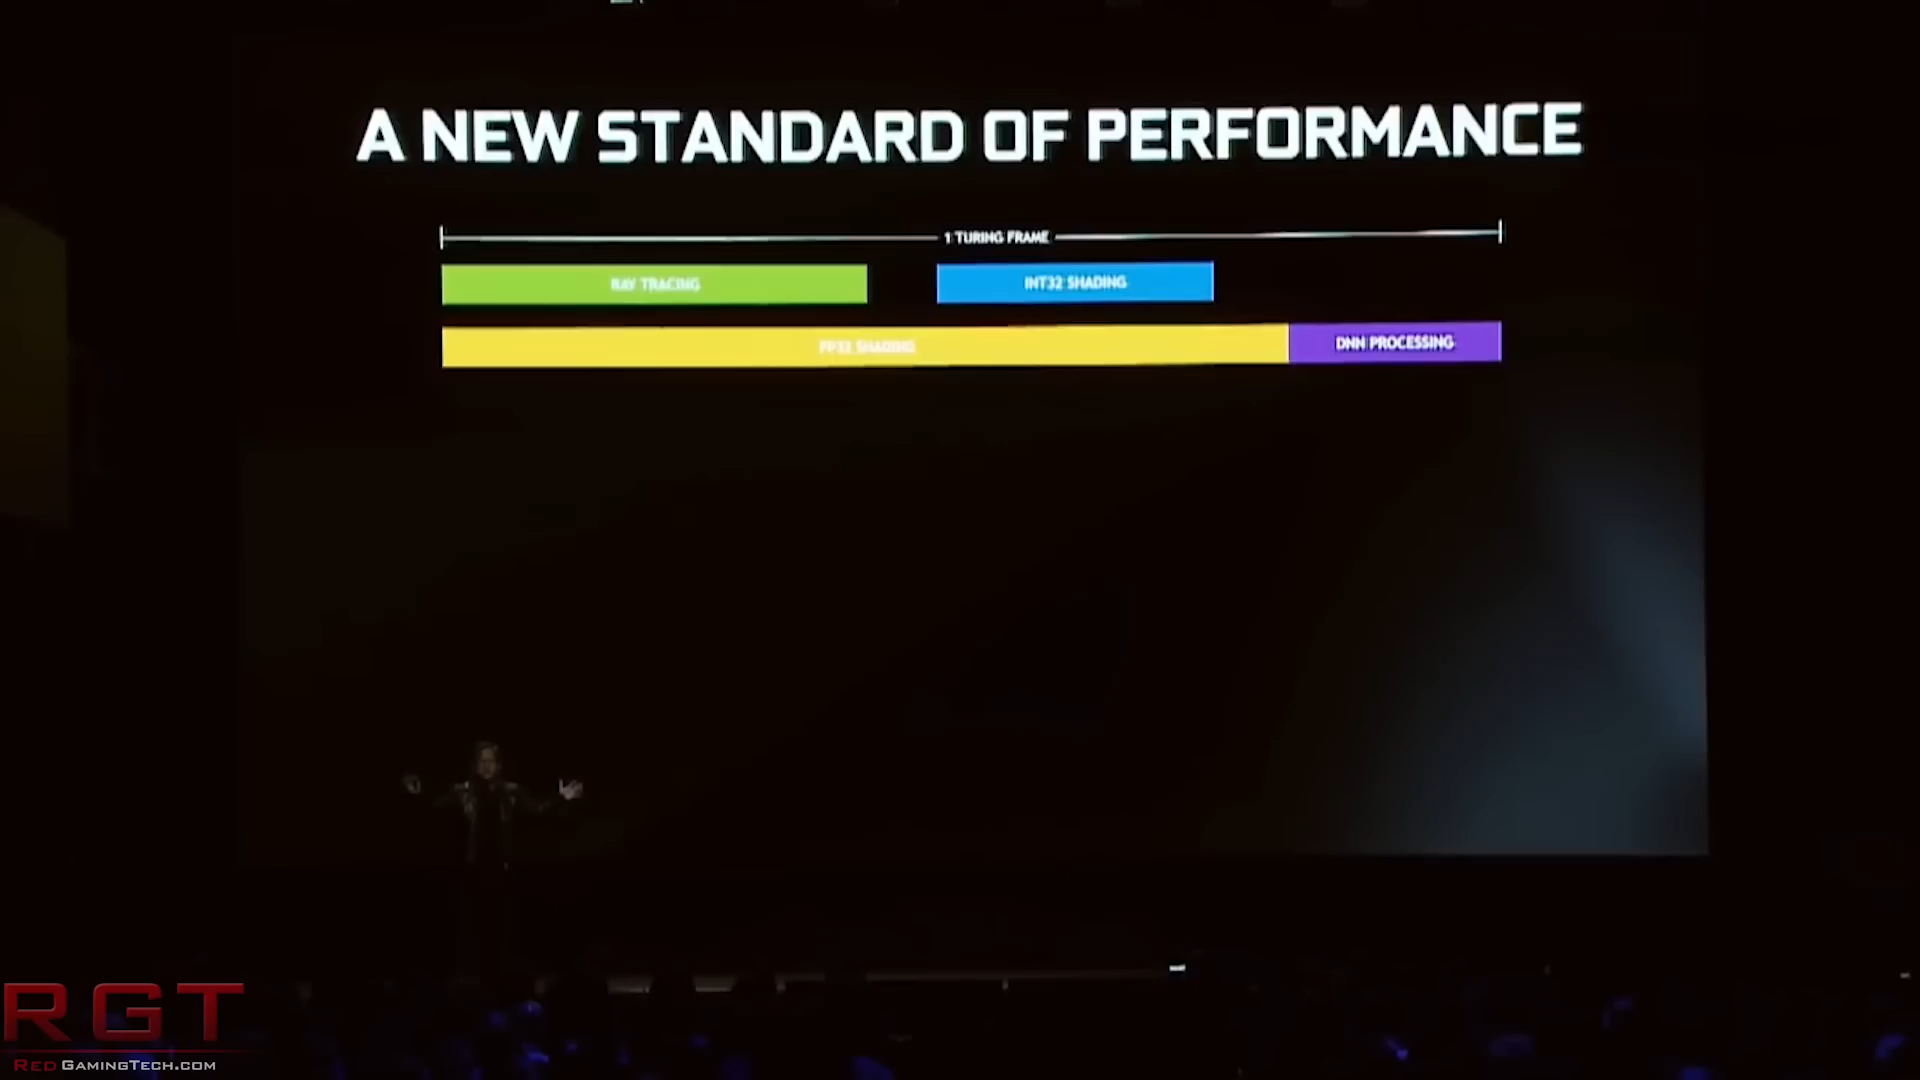 A NEW STANDARD OF PERFORMANCE
1 TURING FRAME
RAY TRACING
INT32 SHADING
FP32 SHADING
DNN PROCESSING
RGT
REDGAMINGTECH.COM